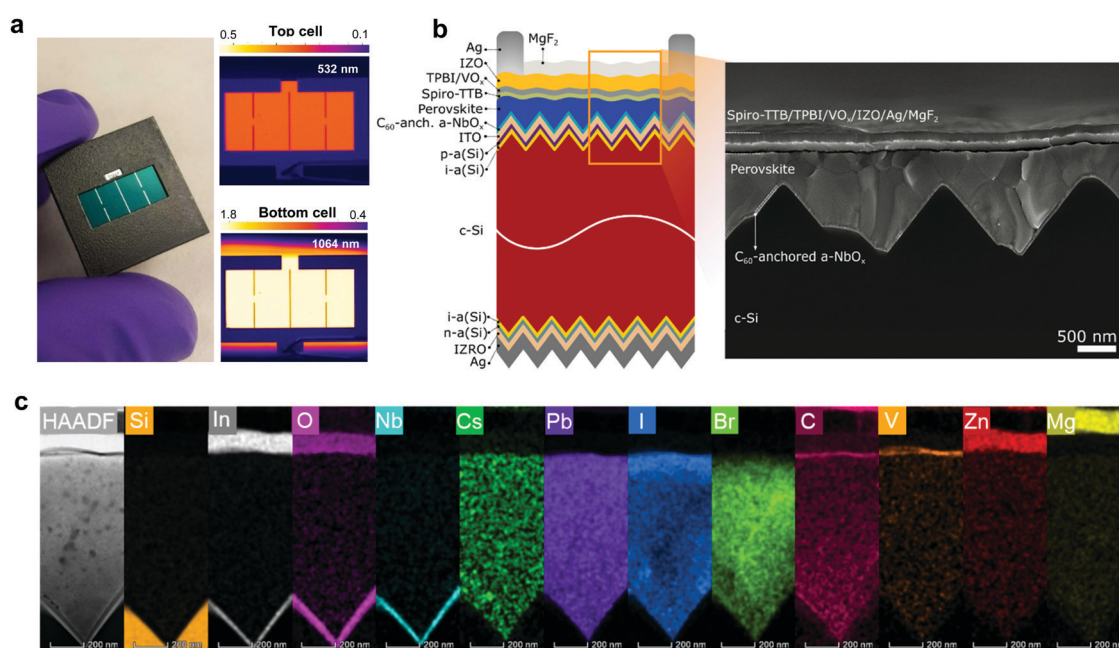 a
Top cell
0.5
0.1
532 nm
Bottom cell
1.8
0.4
1064 nm
b
Ag
MgF₂
IZO
TPBI/VOₓ
Spiro-TTB
Perovskite
C₆₀-anch. a-NbOₓ
ITO
p-a(Si)
i-a(Si)
c-Si
i-a(Si)
n-a(Si)
IZRO
Ag
Spiro-TTB/TPBI/VOₓ/IZO/Ag/MgF₂
Perovskite
C₆₀-anchored a-NbOₓ
c-Si
500 nm
c
HAADF
Si
In
O
Nb
Cs
Pb
I
Br
C
V
Zn
Mg
200 nm
200 nm
200 nm
200 nm
200 nm
200 nm
200 nm
200 nm
200 nm
200 nm
200 nm
200 nm
200 nm